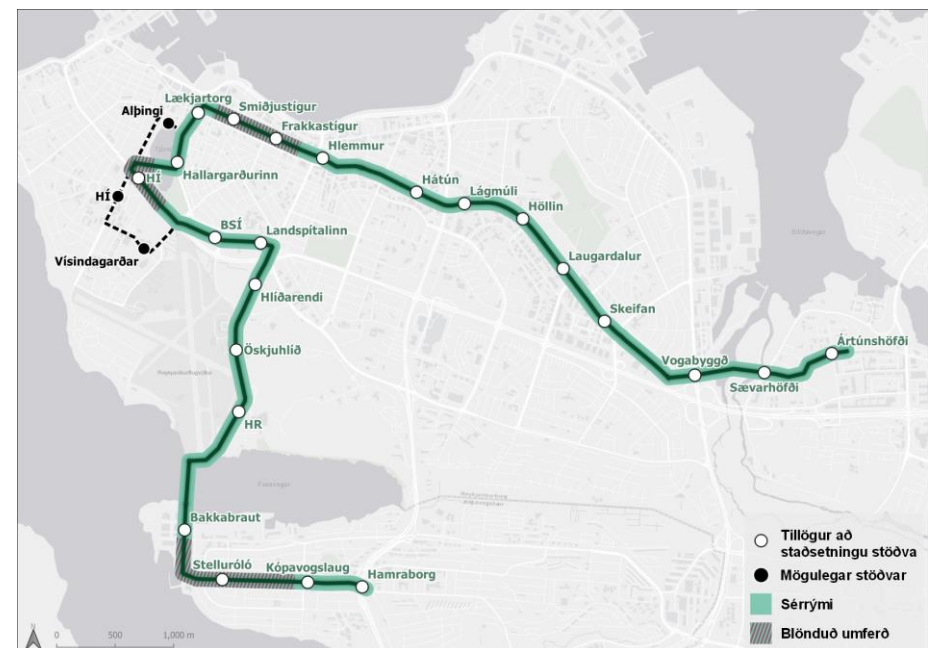 Lækjartorg
Alþingi
Smiðjustígur
Frakkastígur
Hlemmur
HÍ
Hallargarðurinn
Hátún
Lágmúli
HÍ
Höllin
BSÍ
Landspítalinn
Vísindagarðar
Laugardalur
Hlíðarendi
Skeifan
Öskjuhlíð
Ártúnshöfði
Vogabyggð
Sævarhöfði
HR
Bakkabraut
Stelluróló
Kópavogslaug
Hamraborg
Tillögur að
staðsetningu stöðva
Mögulegar stöðvar
Sérrými
Blönduð umferð
N
0 500 1,000 m